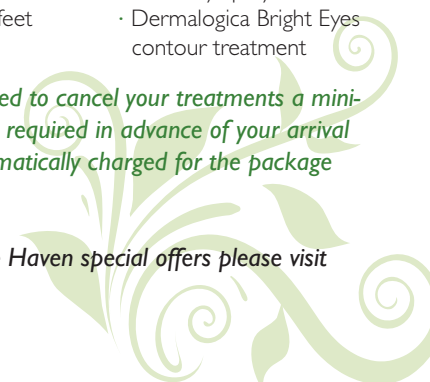 feet
· Dermalogica Bright Eyes
contour treatment
ed to cancel your treatments a mini-
required in advance of your arrival
matically charged for the package
Haven special offers please visit